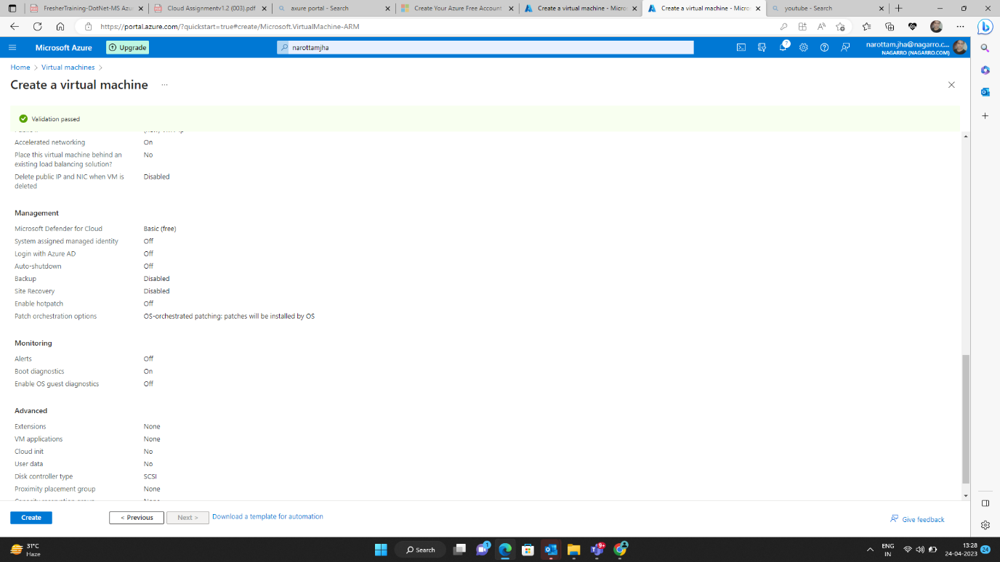 FresherTraining-DotNet-MS Azur
Cloud Assignmentv1.2 (003).pdf
axure portal - Search
Create Your Azure Free Account
Create a virtual machine - Micros
Create a virtual machine - Micros
youtube - Search
https://portal.azure.com/?quickstart=true#create/Microsoft.VirtualMachine-ARM
Microsoft Azure
Upgrade
narottamjha
7
narottam.jha@nagarro.c...
NAGARRO (NAGARRO.COM)
Home > Virtual machines >
Create a virtual machine ...
Validation passed
Accelerated networking On
Place this virtual machine behind an No
existing load balancing solution?
Delete public IP and NIC when VM is Disabled
deleted
Management
Microsoft Defender for Cloud Basic (free)
System assigned managed identity Off
Login with Azure AD Off
Auto-shutdown Off
Backup Disabled
Site Recovery Disabled
Enable hotpatch Off
Patch orchestration options OS-orchestrated patching: patches will be installed by OS
Monitoring
Alerts Off
Boot diagnostics On
Enable OS guest diagnostics Off
Advanced
Extensions None
VM applications None
Cloud init No
User data No
Disk controller type SCSI
Proximity placement group None
Create
< Previous
Next >
Download a template for automation
Give feedback
31°C
Haze
Search
1
9+
ENG
IN
13:28
24-04-2023
24